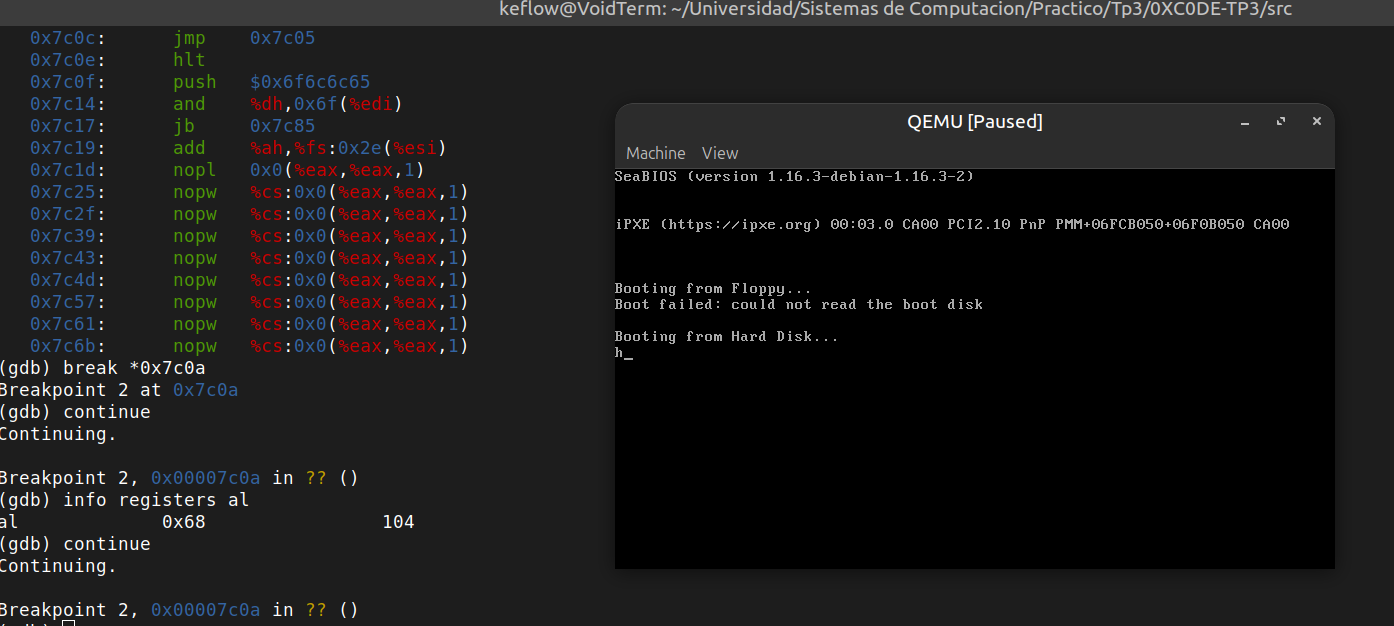 keflow@VoidTerm: ~/Universidad/Sistemas de Computacion/Practico/Tp3/0XC0DE-TP3/src
0x7c0c: jmp 0x7c05
0x7c0e: hlt
0x7c0f: push $0x6f6c6c65
0x7c14: and %dh,0x6f(%edi)
0x7c17: jb 0x7c85
0x7c19: add %ah,%fs:0x2e(%esi)
0x7c1d: nopl 0x0(%eax,%eax,1)
0x7c25: nopw %cs:0x0(%eax,%eax,1)
0x7c2f: nopw %cs:0x0(%eax,%eax,1)
0x7c39: nopw %cs:0x0(%eax,%eax,1)
0x7c43: nopw %cs:0x0(%eax,%eax,1)
0x7c4d: nopw %cs:0x0(%eax,%eax,1)
0x7c57: nopw %cs:0x0(%eax,%eax,1)
0x7c61: nopw %cs:0x0(%eax,%eax,1)
0x7c6b: nopw %cs:0x0(%eax,%eax,1)
(gdb) break *0x7c0a
Breakpoint 2 at 0x7c0a
(gdb) continue
Continuing.
Breakpoint 2, 0x00007c0a in ?? ()
(gdb) info registers al
al 0x68 104
(gdb) continue
Continuing.
Breakpoint 2, 0x00007c0a in ?? ()
(gdb)
QEMU [Paused]
Machine View
SeaBIOS (version 1.16.3-debian-1.16.3-2)
iPXE (https://ipxe.org) 00:03.0 CA00 PCI2.10 PnP PMM+06FCB050+06F0B050 CA00
Booting from Floppy...
Boot failed: could not read the boot disk
Booting from Hard Disk...
h_